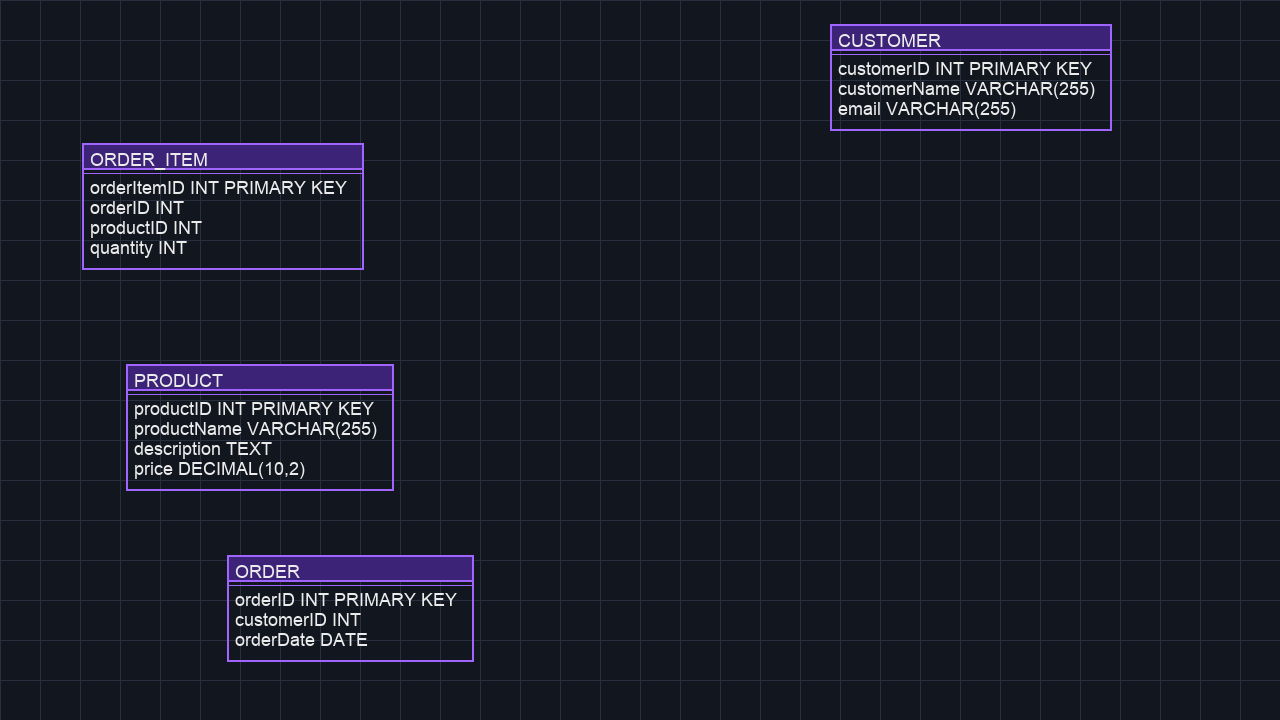 CUSTOMER
customerID INT PRIMARY KEY
customerName VARCHAR(255)
email VARCHAR(255)
ORDER_ITEM
orderItemID INT PRIMARY KEY
orderID INT
productID INT
quantity INT
PRODUCT
productID INT PRIMARY KEY
productName VARCHAR(255)
description TEXT
price DECIMAL(10,2)
ORDER
orderID INT PRIMARY KEY
customerID INT
orderDate DATE